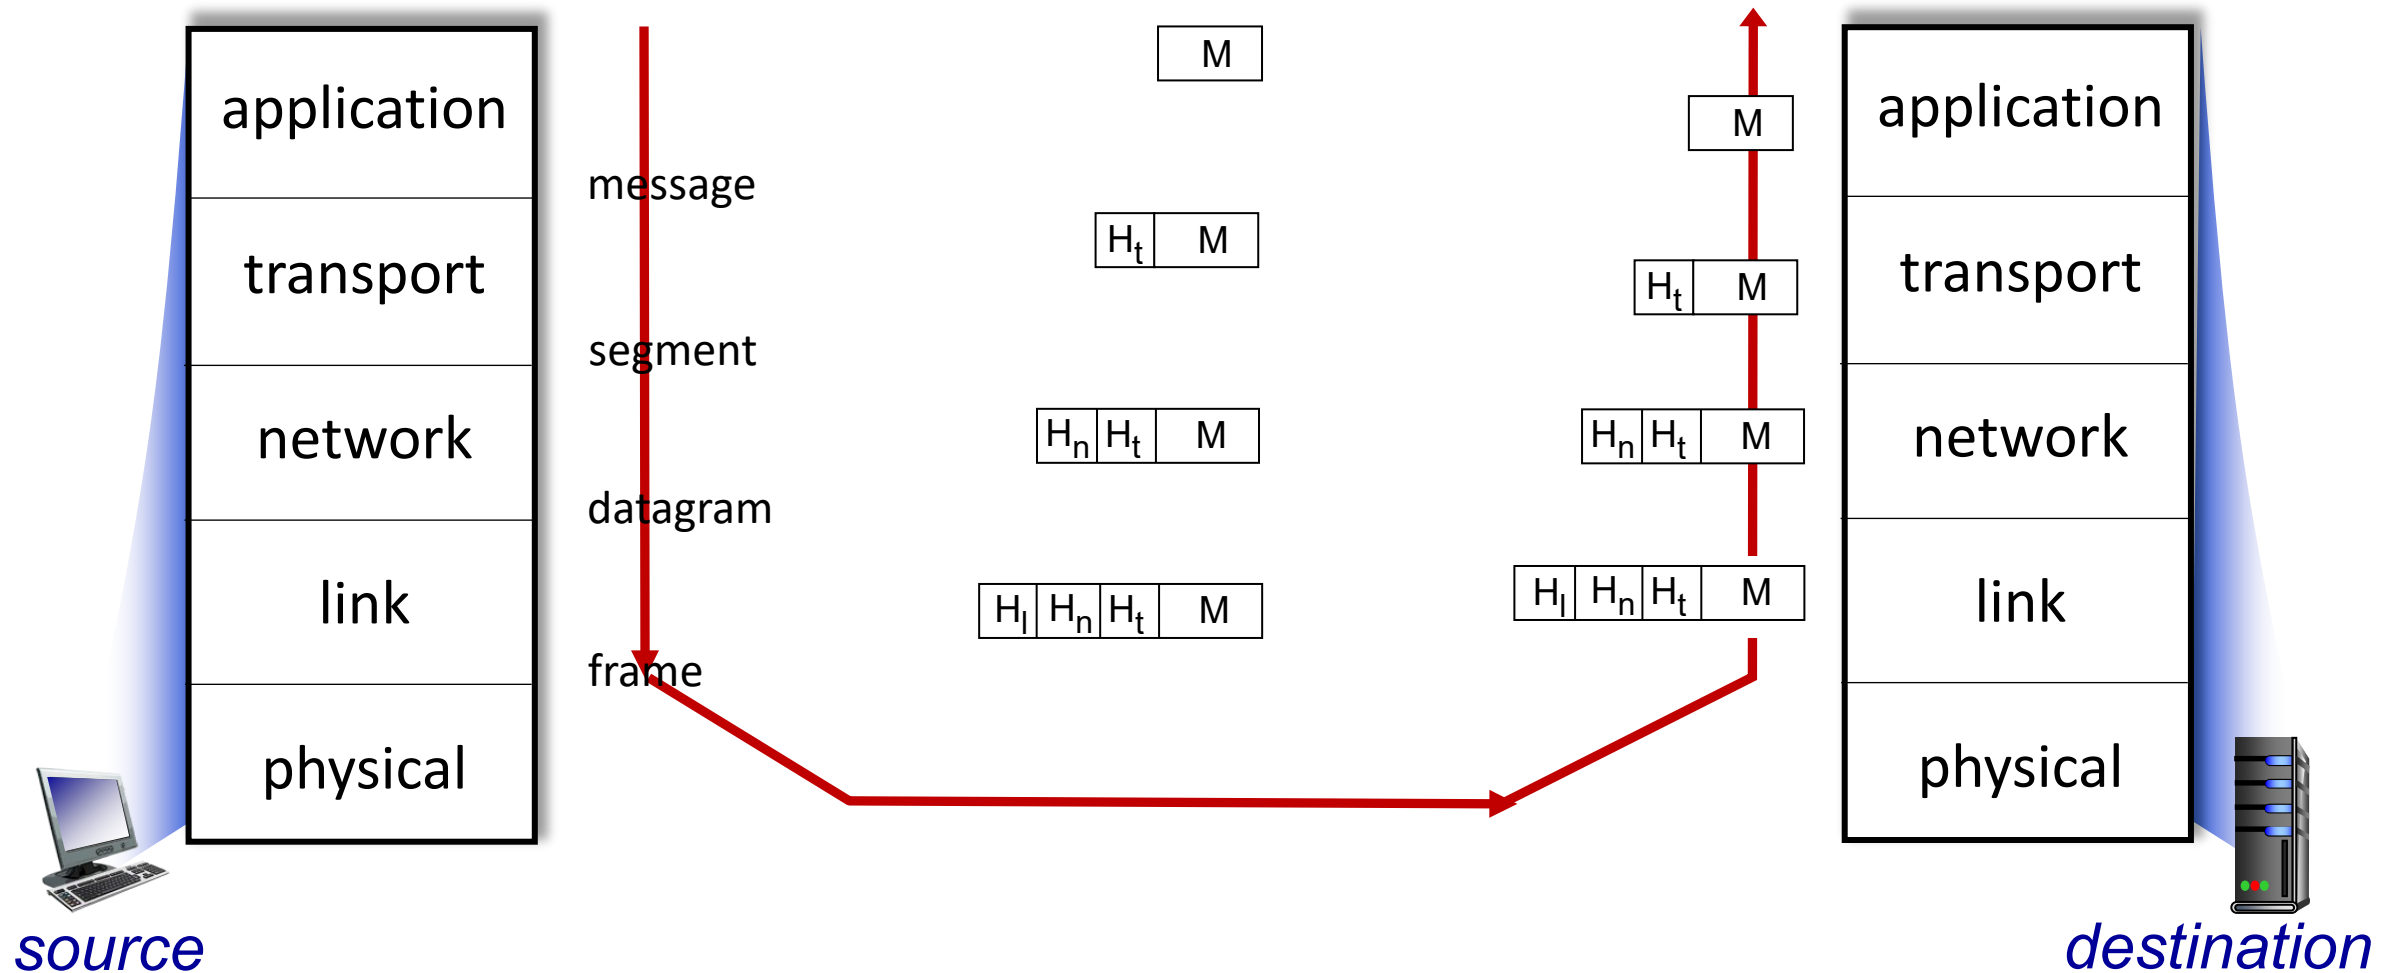 application
transport
network
link
physical
source
message
segment
datagram
frame
M
Ht M
Hn Ht M
Hl Hn Ht M
M
Ht M
Hn Ht M
Hl Hn Ht M
application
transport
network
link
physical
destination